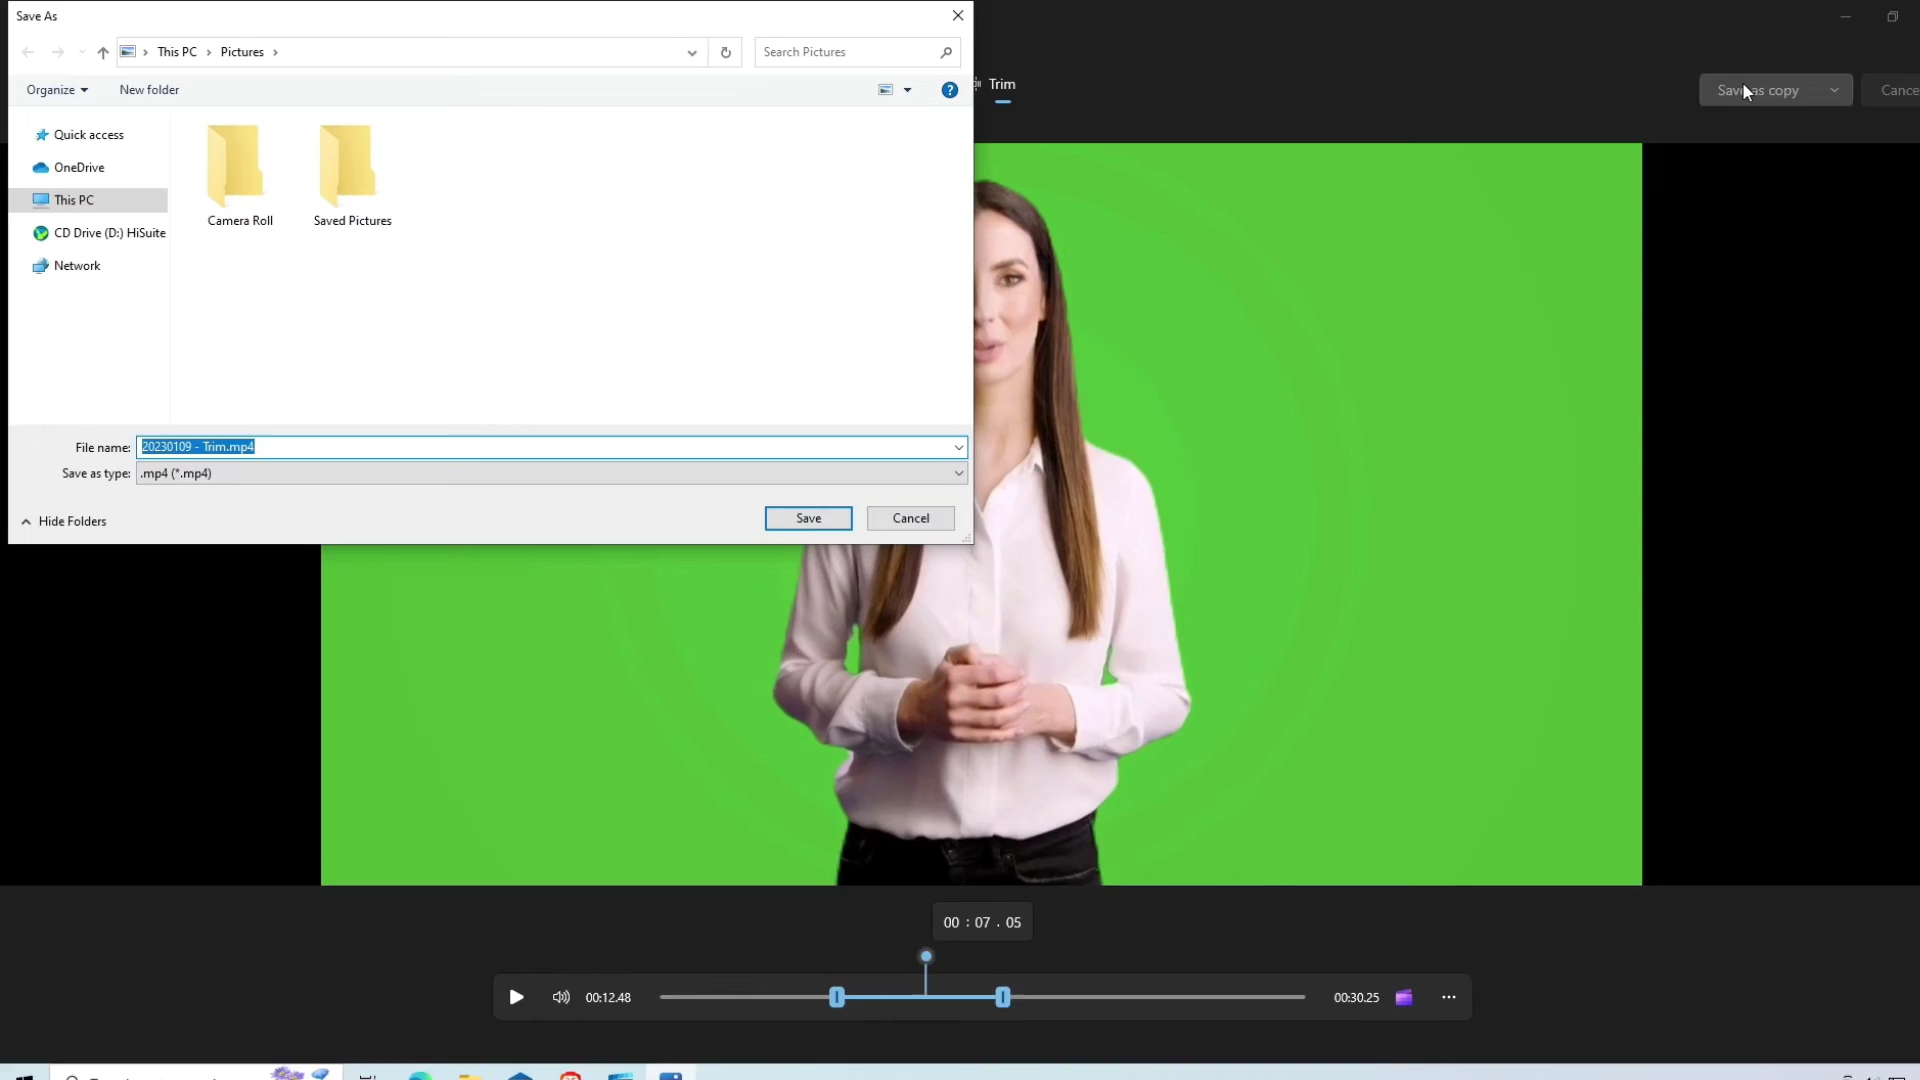 Save As
This PC
Pictures
Search Pictures
Organize
New folder
?
Trim
Save as copy
Cance
Quick access
OneDrive
This PC
CD Drive (D:) HiSuite
Network
Camera Roll
Saved Pictures
File name: 20230109 - Trim.mp4
Save as type: .mp4 (*.mp4)
Hide Folders
Save
Cancel
00 : 07 . 05
00:12.48
00:30.25